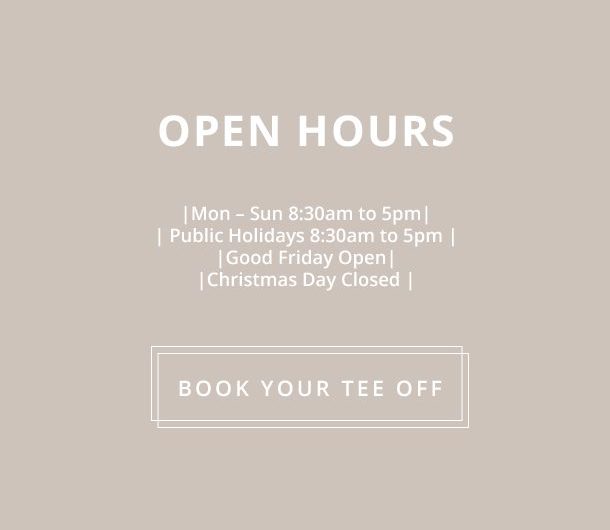 OPEN HOURS
|Mon – Sun 8:30am to 5pm|
| Public Holidays 8:30am to 5pm |
|Good Friday Open|
|Christmas Day Closed |
BOOK YOUR TEE OFF